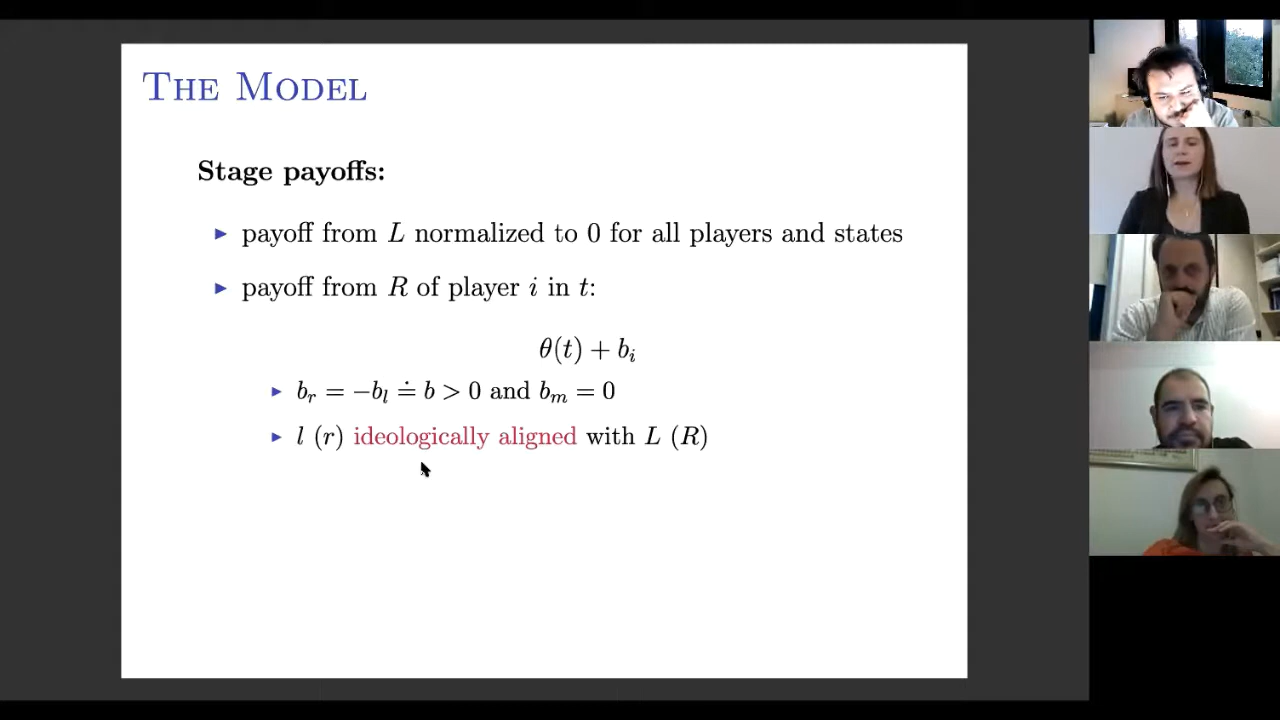 THE MODEL
Stage payoffs:
▸ payoff from L normalized to 0 for all players and states
▸ payoff from R of player i in t:
θ(t) + b_i
▸ b_r = −b_l ≐ b > 0 and b_m = 0
▸ l (r) ideologically aligned with L (R)